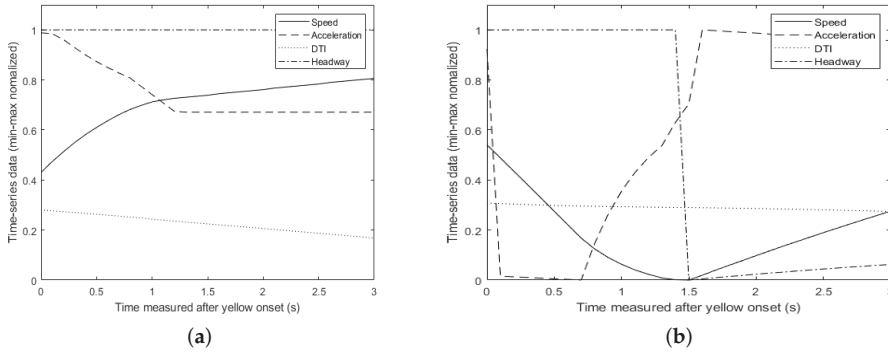 1
0.8
0.6
0.4
0.2
0
Time-series data (min-max nomalized)
0 0.5 1 1.5 2 2.5 3
Time measured after yellow onset (s)
Speed
Acceleration
DTI
Headway
(a)
1
0.8
0.6
0.4
0.2
0
Time-series data (min-max nomalized)
0 0.5 1 1.5 2 2.5 3
Time measured after yellow onset (s)
Speed
Acceleration
DTI
Headway
(b)